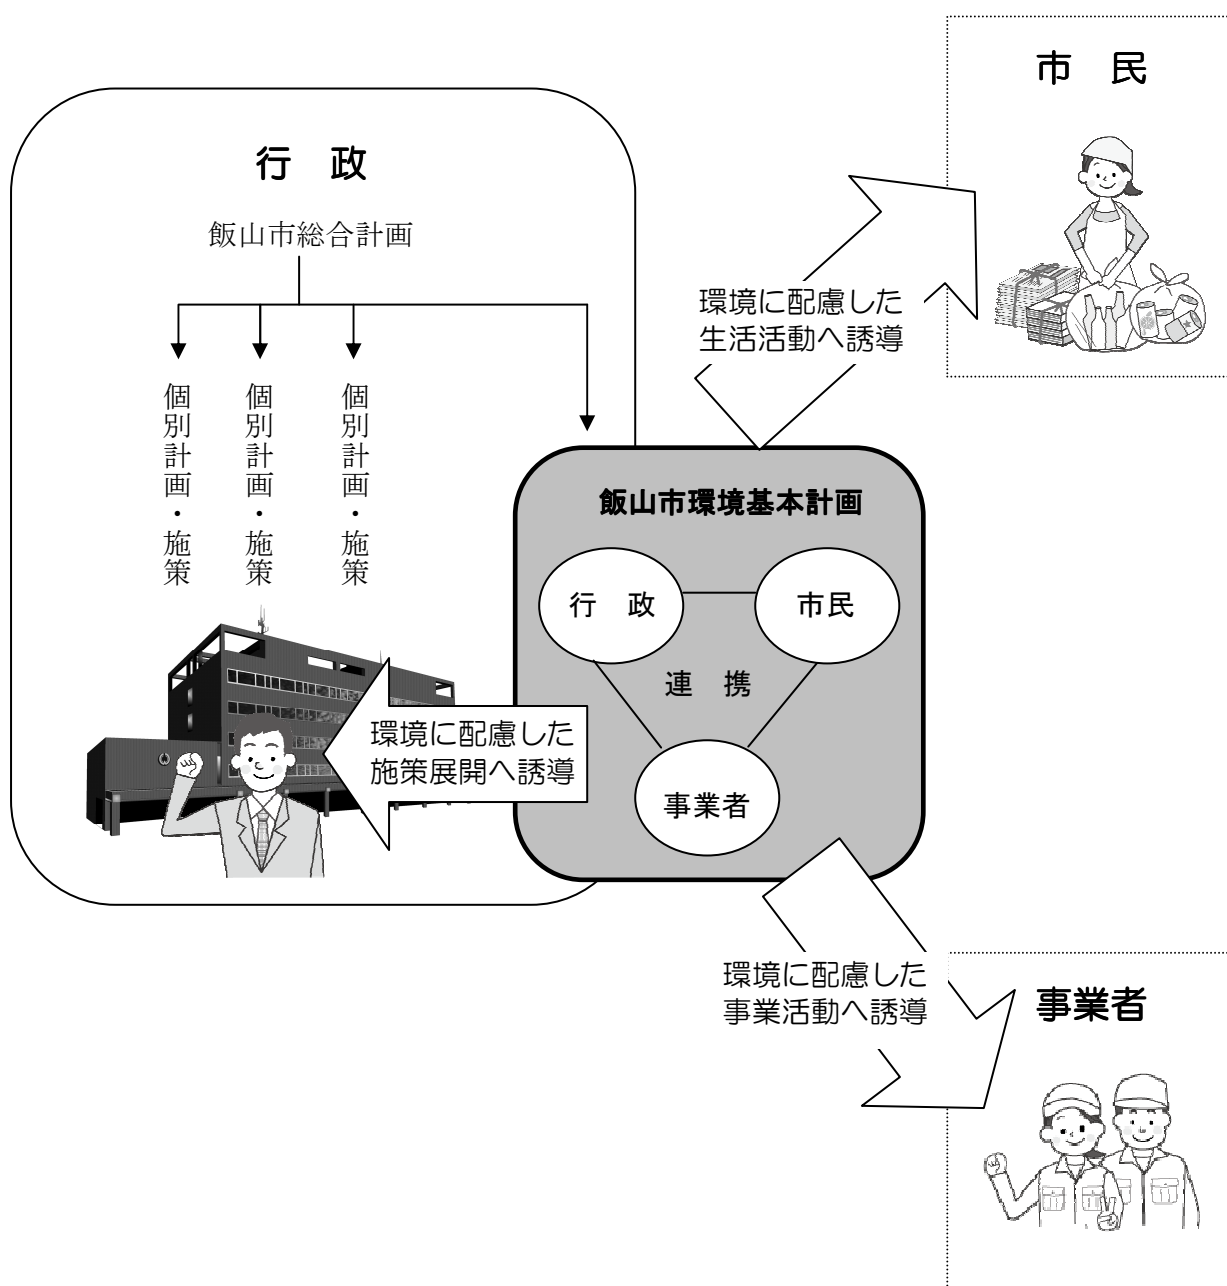 市　民
行　政
飯山市総合計画
環境に配慮した
生活活動へ誘導
個別計画・施策
個別計画・施策
個別計画・施策
飯山市環境基本計画
行　政
市民
連　携
事業者
環境に配慮した
施策展開へ誘導
環境に配慮した
事業活動へ誘導
事業者